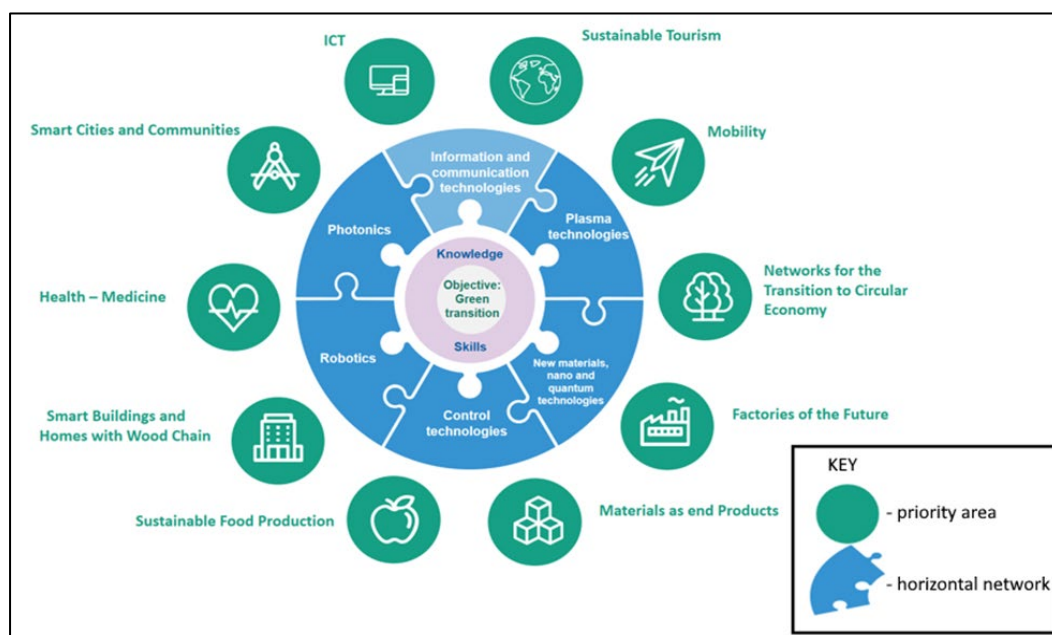 ICT
Sustainable Tourism
Smart Cities and Communities
Mobility
Information and
communication
technologies
Photonics
Plasma
technologies
Knowledge
Health – Medicine
Objective:
Green
transition
Networks for the
Transition to Circular
Economy
Skills
Robotics
New materials,
nano and
quantum
technologies
Control
technologies
Smart Buildings and
Homes with Wood Chain
Factories of the Future
Sustainable Food Production
Materials as end Products
KEY
- priority area
- horizontal network